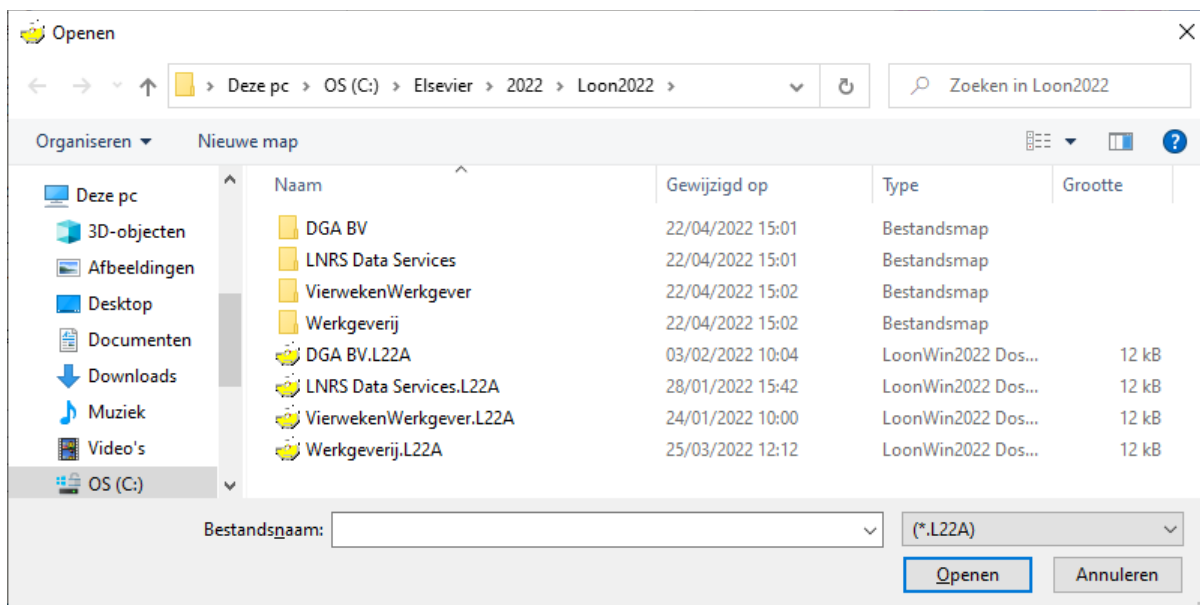 Openen
Deze pc > OS (C:) > Elsevier > 2022 > Loon2022 >
Zoeken in Loon2022
Organiseren Nieuwe map
Naam Gewijzigd op Type Grootte
Deze pc
3D-objecten
Afbeeldingen
Desktop
Documenten
Downloads
Muziek
Video's
OS (C:)
DGA BV 22/04/2022 15:01 Bestandsmap
LNRS Data Services 22/04/2022 15:01 Bestandsmap
VierwekenWerkgever 22/04/2022 15:02 Bestandsmap
Werkgeverij 22/04/2022 15:02 Bestandsmap
DGA BV.L22A 03/02/2022 10:04 LoonWin2022 Dos... 12 kB
LNRS Data Services.L22A 28/01/2022 15:42 LoonWin2022 Dos... 12 kB
VierwekenWerkgever.L22A 24/01/2022 10:00 LoonWin2022 Dos... 12 kB
Werkgeverij.L22A 25/03/2022 12:12 LoonWin2022 Dos... 12 kB
Bestandsnaam: (*.L22A)
Openen Annuleren